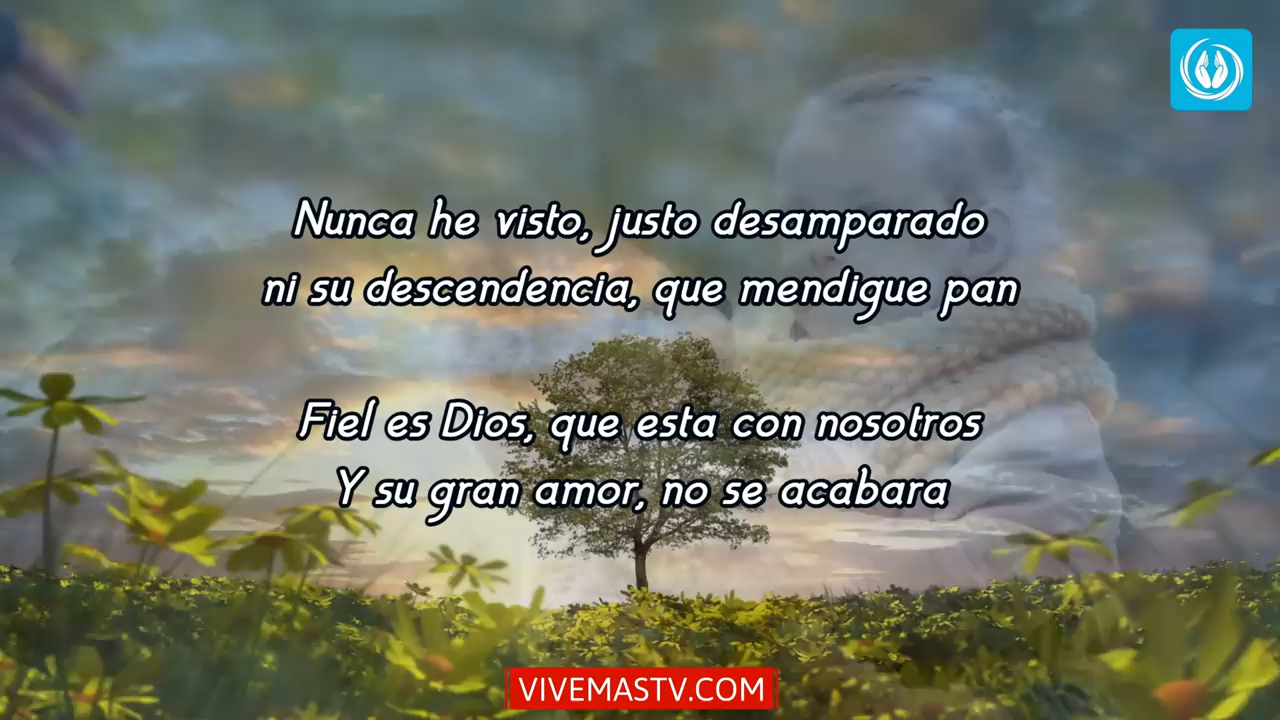 Nunca he visto, justo desamparado
ni su descendencia, que mendigue pan
Fiel es Dios, que esta con nosotros
Y su gran amor, no se acabara
VIVEMASTV.COM